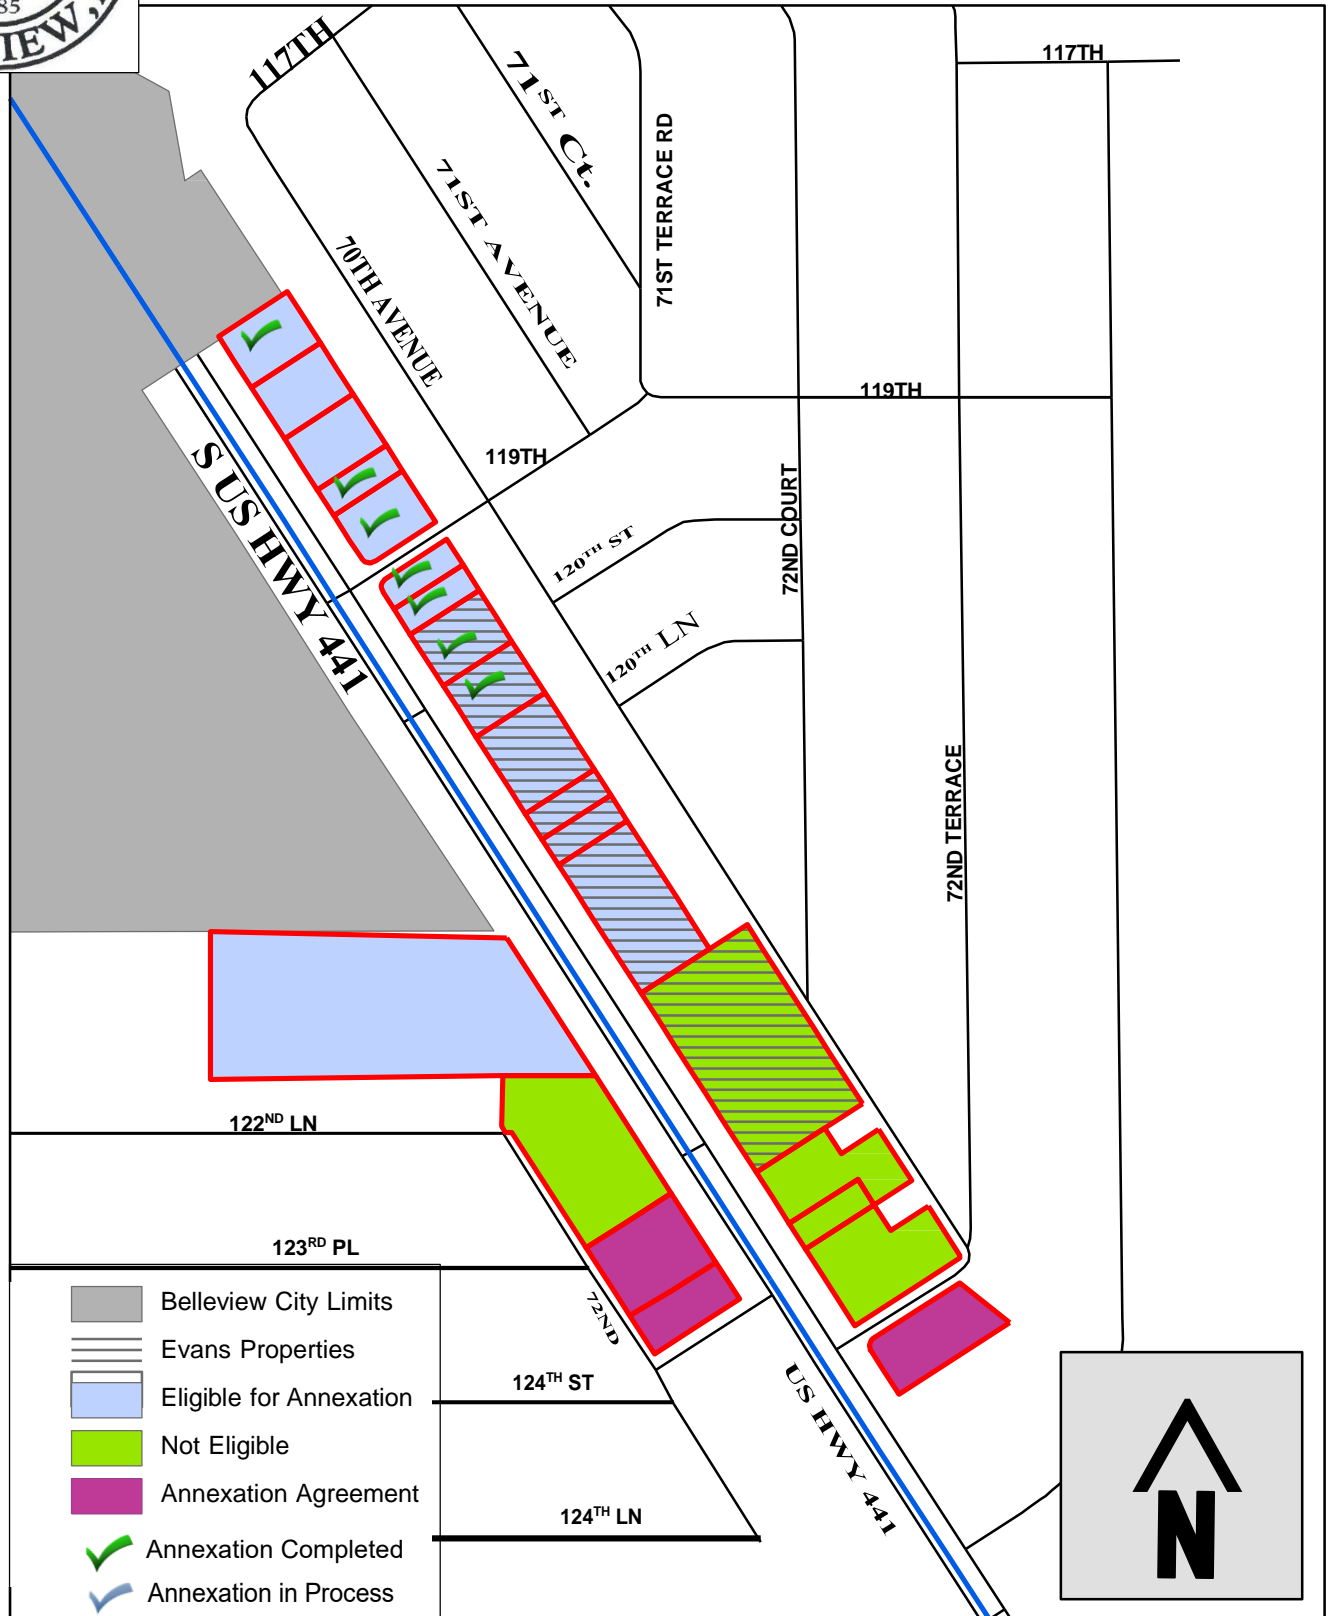 85
IEW
117TH
71ST Ct.
117TH
71ST TERRACE RD
71ST AVENUE
70TH AVENUE
119TH
119TH
S US HWY 441
72ND COURT
120TH ST
120TH LN
72ND TERRACE
122ND LN
123RD PL
72ND
124TH ST
US HWY 441
124TH LN
Belleview City Limits
Evans Properties
Eligible for Annexation
Not Eligible
Annexation Agreement
Annexation Completed
Annexation in Process
N